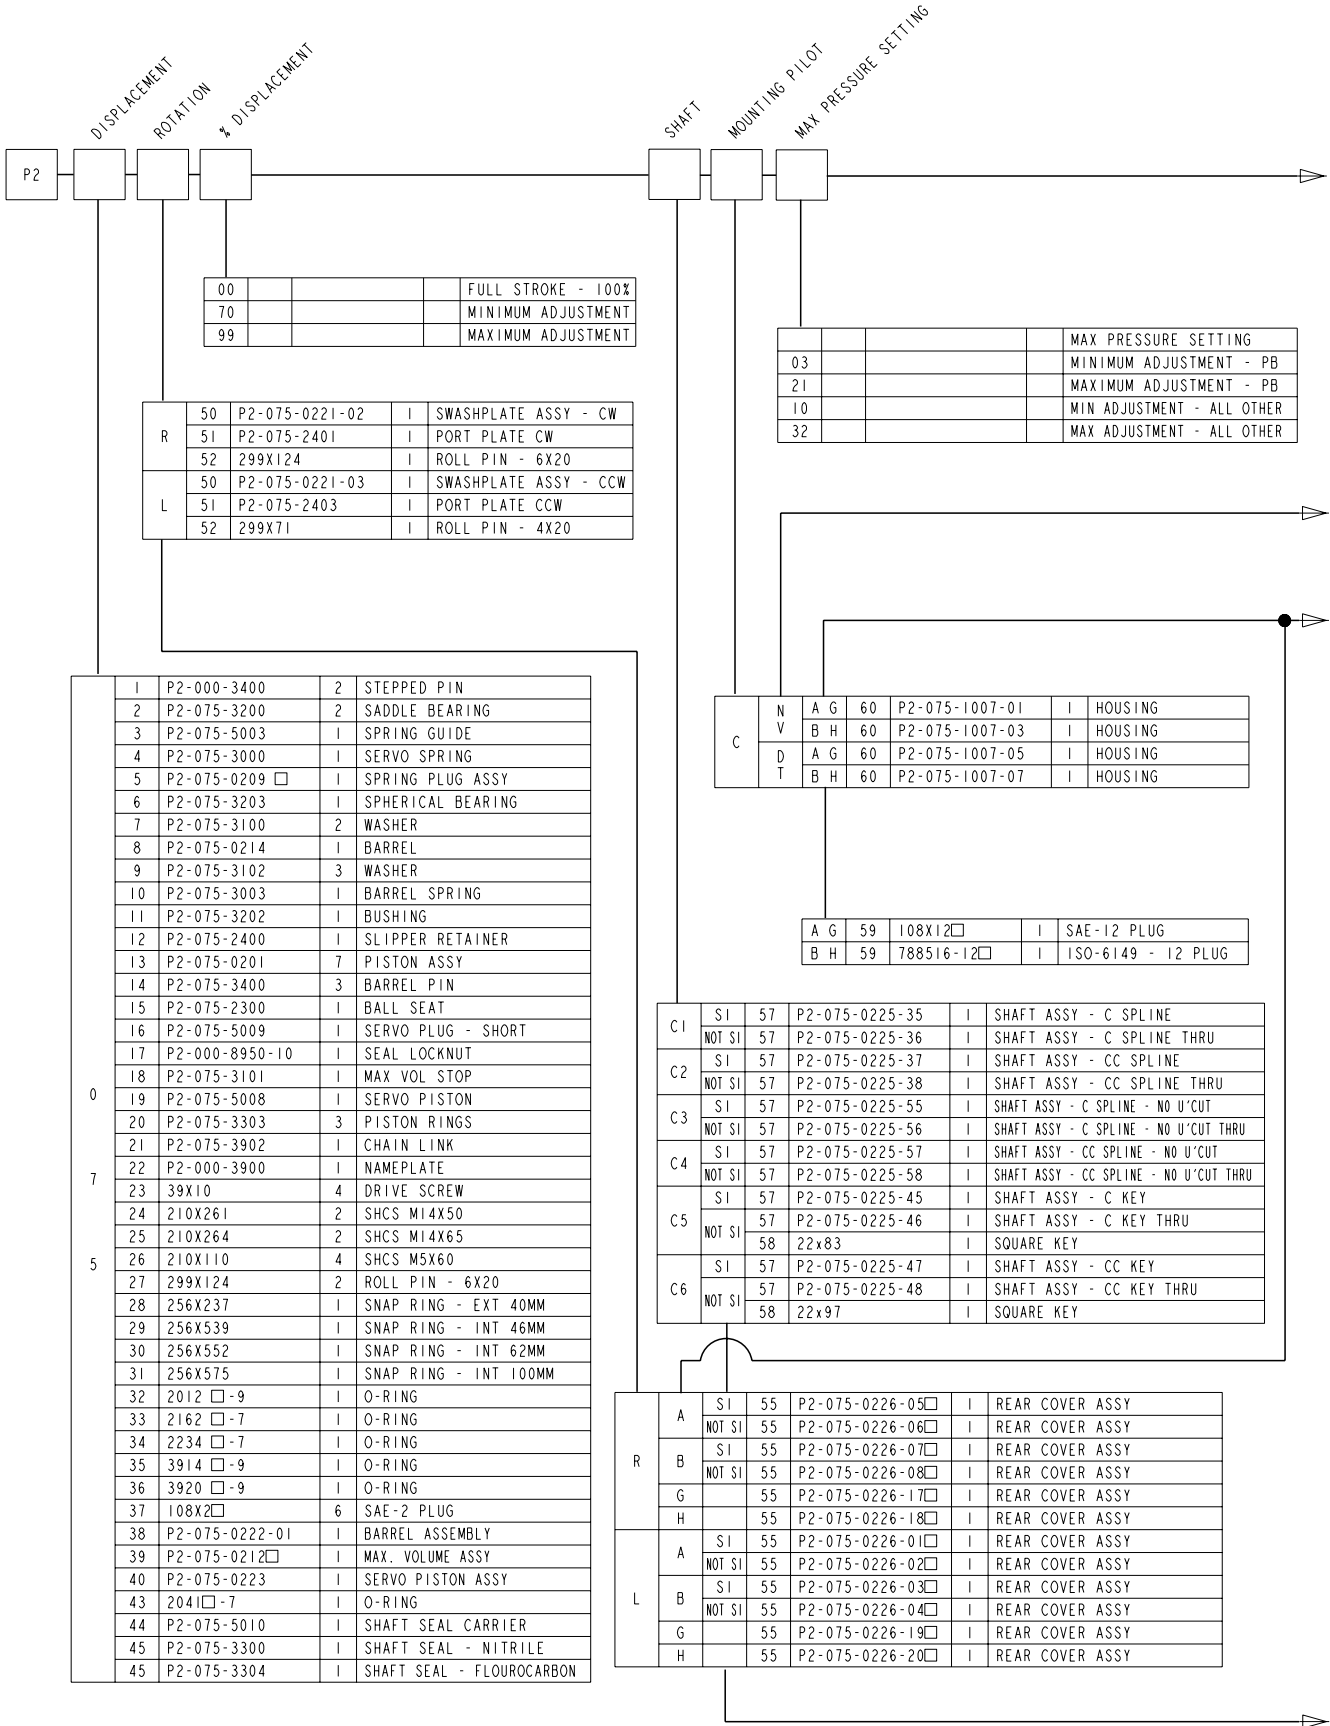 DISPLACEMENT
ROTATION
% DISPLACEMENT
SHAFT
MOUNTING PILOT
MAX PRESSURE SETTING
P2
00 FULL STROKE - 100%
70 MINIMUM ADJUSTMENT
99 MAXIMUM ADJUSTMENT
MAX PRESSURE SETTING
03 MINIMUM ADJUSTMENT - PB
21 MAXIMUM ADJUSTMENT - PB
10 MIN ADJUSTMENT - ALL OTHER
32 MAX ADJUSTMENT - ALL OTHER
R
50 P2-075-0221-02 1 SWASHPLATE ASSY - CW
51 P2-075-2401 1 PORT PLATE CW
52 299X124 1 ROLL PIN - 6X20
L
50 P2-075-0221-03 1 SWASHPLATE ASSY - CCW
51 P2-075-2403 1 PORT PLATE CCW
52 299X71 1 ROLL PIN - 4X20
075
1 P2-000-3400 2 STEPPED PIN
2 P2-075-3200 2 SADDLE BEARING
3 P2-075-5003 1 SPRING GUIDE
4 P2-075-3000 1 SERVO SPRING
5 P2-075-0209 □ 1 SPRING PLUG ASSY
6 P2-075-3203 1 SPHERICAL BEARING
7 P2-075-3100 2 WASHER
8 P2-075-0214 1 BARREL
9 P2-075-3102 3 WASHER
10 P2-075-3003 1 BARREL SPRING
11 P2-075-3202 1 BUSHING
12 P2-075-2400 1 SLIPPER RETAINER
13 P2-075-0201 7 PISTON ASSY
14 P2-075-3400 3 BARREL PIN
15 P2-075-2300 1 BALL SEAT
16 P2-075-5009 1 SERVO PLUG - SHORT
17 P2-000-8950-10 1 SEAL LOCKNUT
18 P2-075-3101 1 MAX VOL STOP
19 P2-075-5008 1 SERVO PISTON
20 P2-075-3303 3 PISTON RINGS
21 P2-075-3902 1 CHAIN LINK
22 P2-000-3900 1 NAMEPLATE
23 39X10 4 DRIVE SCREW
24 210X261 2 SHCS M14X50
25 210X264 2 SHCS M14X65
26 210X110 4 SHCS M5X60
27 299X124 2 ROLL PIN - 6X20
28 256X237 1 SNAP RING - EXT 40MM
29 256X539 1 SNAP RING - INT 46MM
30 256X552 1 SNAP RING - INT 62MM
31 256X575 1 SNAP RING - INT 100MM
32 2012 □-9 1 O-RING
33 2162 □-7 1 O-RING
34 2234 □-7 1 O-RING
35 3914 □-9 1 O-RING
36 3920 □-9 1 O-RING
37 108X2□ 6 SAE-2 PLUG
38 P2-075-0222-01 1 BARREL ASSEMBLY
39 P2-075-0212□ 1 MAX. VOLUME ASSY
40 P2-075-0223 1 SERVO PISTON ASSY
43 2041□-7 1 O-RING
44 P2-075-5010 1 SHAFT SEAL CARRIER
45 P2-075-3300 1 SHAFT SEAL - NITRILE
45 P2-075-3304 1 SHAFT SEAL - FLOUROCARBON
C
NV
A G 60 P2-075-1007-01 1 HOUSING
B H 60 P2-075-1007-03 1 HOUSING
DT
A G 60 P2-075-1007-05 1 HOUSING
B H 60 P2-075-1007-07 1 HOUSING
A G 59 108X12□ 1 SAE-12 PLUG
B H 59 788516-12□ 1 ISO-6149 - 12 PLUG
C1
SI 57 P2-075-0225-35 1 SHAFT ASSY - C SPLINE
NOT SI 57 P2-075-0225-36 1 SHAFT ASSY - C SPLINE THRU
C2
SI 57 P2-075-0225-37 1 SHAFT ASSY - CC SPLINE
NOT SI 57 P2-075-0225-38 1 SHAFT ASSY - CC SPLINE THRU
C3
SI 57 P2-075-0225-55 1 SHAFT ASSY - C SPLINE - NO U'CUT
NOT SI 57 P2-075-0225-56 1 SHAFT ASSY - C SPLINE - NO U'CUT THRU
C4
SI 57 P2-075-0225-57 1 SHAFT ASSY - CC SPLINE - NO U'CUT
NOT SI 57 P2-075-0225-58 1 SHAFT ASSY - CC SPLINE - NO U'CUT THRU
C5
SI 57 P2-075-0225-45 1 SHAFT ASSY - C KEY
NOT SI 57 P2-075-0225-46 1 SHAFT ASSY - C KEY THRU
58 22x83 1 SQUARE KEY
C6
SI 57 P2-075-0225-47 1 SHAFT ASSY - CC KEY
NOT SI 57 P2-075-0225-48 1 SHAFT ASSY - CC KEY THRU
58 22x97 1 SQUARE KEY
R
A
SI 55 P2-075-0226-05□ 1 REAR COVER ASSY
NOT SI 55 P2-075-0226-06□ 1 REAR COVER ASSY
B
SI 55 P2-075-0226-07□ 1 REAR COVER ASSY
NOT SI 55 P2-075-0226-08□ 1 REAR COVER ASSY
G 55 P2-075-0226-17□ 1 REAR COVER ASSY
H 55 P2-075-0226-18□ 1 REAR COVER ASSY
L
A
SI 55 P2-075-0226-01□ 1 REAR COVER ASSY
NOT SI 55 P2-075-0226-02□ 1 REAR COVER ASSY
B
SI 55 P2-075-0226-03□ 1 REAR COVER ASSY
NOT SI 55 P2-075-0226-04□ 1 REAR COVER ASSY
G 55 P2-075-0226-19□ 1 REAR COVER ASSY
H 55 P2-075-0226-20□ 1 REAR COVER ASSY